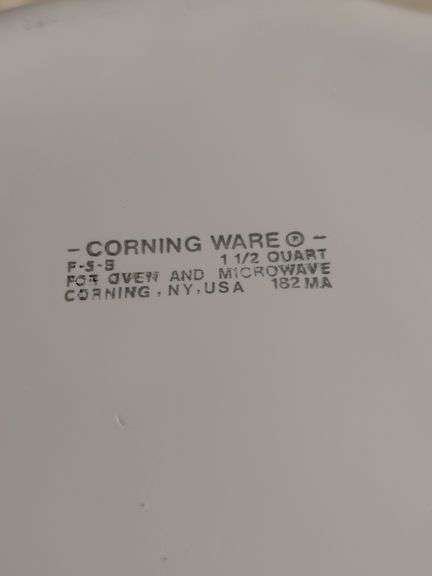 - CORNING WARE ® -
F-5-B 1 1/2 QUART
FOR OVEN AND MICROWAVE
CORNING, NY, USA 182 MA